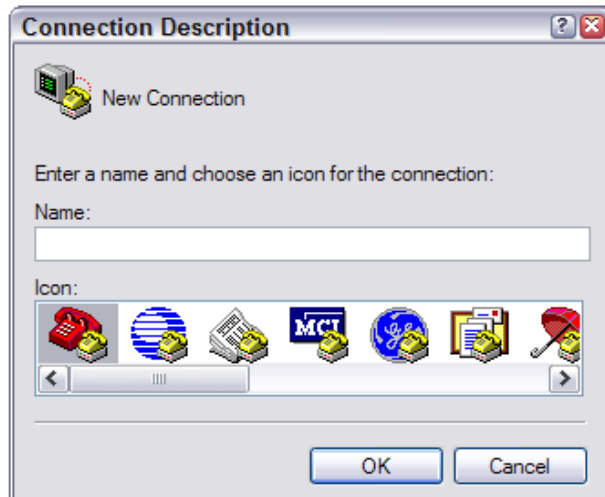 Connection Description
New Connection
Enter a name and choose an icon for the connection:
Name:
Icon:
MCI
OK
Cancel